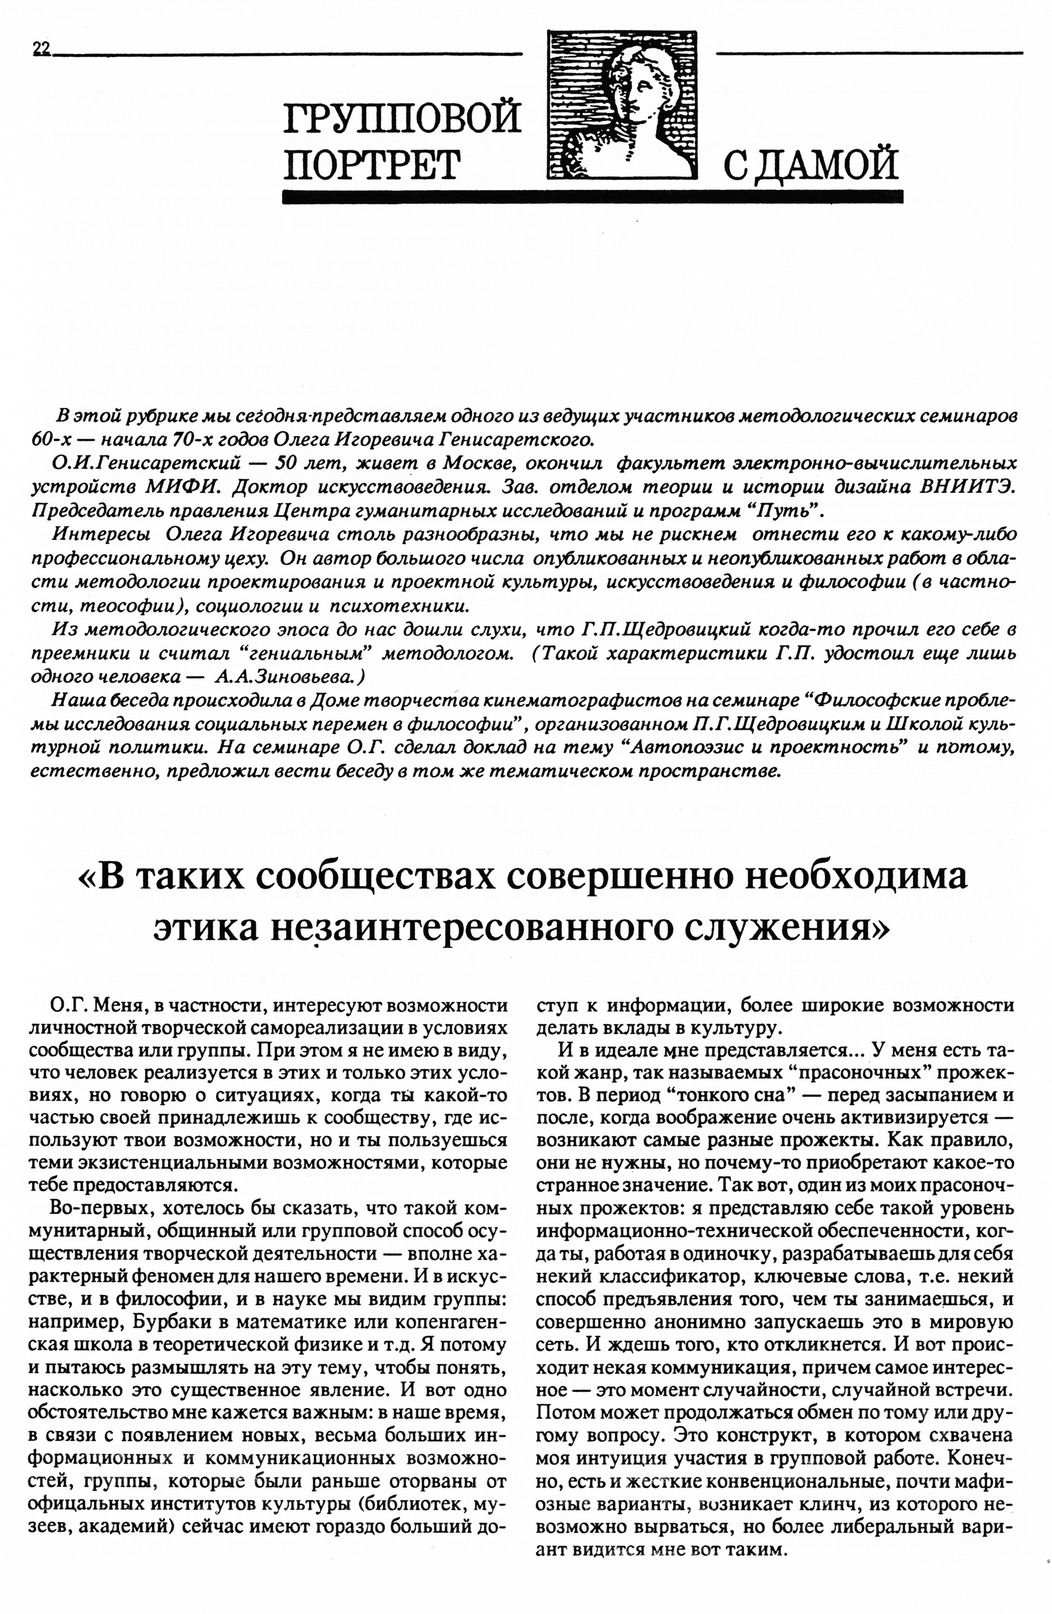 22
ГРУППОВОЙ
ПОРТРЕТ
С ДАМОЙ
В этой рубрике мы сегодня представляем одного из ведущих участников методологических семинаров
60-х — начала 70-х годов Олега Игоревича Генисаретского.
О.И.Генисаретский — 50 лет, живет в Москве, окончил факультет электронно-вычислительных
устройств МИФИ. Доктор искусствоведения. Зав. отделом теории и истории дизайна ВНИИТЭ.
Председатель правления Центра гуманитарных исследований и программ “Путь”.
Интересы Олега Игоревича столь разнообразны, что мы не рискнем отнести его к какому-либо
профессиональному цеху. Он автор большого числа опубликованных и неопубликованных работ в обла-
сти методологии проектирования и проектной культуры, искусствоведения и философии (в частно-
сти, теософии), социологии и психотехники.
Из методологического эпоса до нас дошли слухи, что Г.П.Щедровицкий когда-то прочил его себе в
преемники и считал “гениальным” методологом. (Такой характеристики Г.П. удостоил еще лишь
одного человека — А.А.Зиновьева.)
Наша беседа происходила в Доме творчества кинематографистов на семинаре “Философские пробле-
мы исследования социальных перемен в философии”, организованном П.Г.Щедровицким и Школой куль-
турной политики. На семинаре О.Г. сделал доклад на тему “Автопоэзис и проектность” и потому,
естественно, предложил вести беседу в том же тематическом пространстве.
«В таких сообществах совершенно необходима
этика незаинтересованного служения»
О.Г. Меня, в частности, интересуют возможности
личностной творческой самореализации в условиях
сообщества или группы. При этом я не имею в виду,
что человек реализуется в этих и только этих усло-
виях, но говорю о ситуациях, когда ты какой-то
частью своей принадлежишь к сообществу, где ис-
пользуют твои возможности, но и ты пользуешься
теми экзистенциальными возможностями, которые
тебе предоставляются.
Во-первых, хотелось бы сказать, что такой ком-
мунитарный, общинный или групповой способ осу-
ществления творческой деятельности — вполне ха-
рактерный феномен для нашего времени. И в искус-
стве, и в философии, и в науке мы видим группы:
например, Бурбаки в математике или копенгаген-
ская школа в теоретической физике и т.д. Я потому
и пытаюсь размышлять на эту тему, чтобы понять,
насколько это существенное явление. И вот одно
обстоятельство мне кажется важным: в наше время,
в связи с появлением новых, весьма больших ин-
формационных и коммуникационных возможно-
стей, группы, которые были раньше оторваны от
офицальных институтов культуры (библиотек, му-
зеев, академий) сейчас имеют гораздо больший до-
ступ к информации, более широкие возможности
делать вклады в культуру.
И в идеале мне представляется... У меня есть та-
кой жанр, так называемых “прасоночных” прожек-
тов. В период “тонкого сна” — перед засыпанием и
после, когда воображение очень активизируется —
возникают самые разные прожекты. Как правило,
они не нужны, но почему-то приобретают какое-то
странное значение. Так вот, один из моих прасоноч-
ных прожектов: я представляю себе такой уровень
информационно-технической обеспеченности, ког-
да ты, работая в одиночку, разрабатываешь для себя
некий классификатор, ключевые слова, т.е. некий
способ предъявления того, чем ты занимаешься, и
совершенно анонимно запускаешь это в мировую
сеть. И ждешь того, кто откликнется. И вот проис-
ходит некая коммуникация, причем самое интерес-
ное — это момент случайности, случайной встречи.
Потом может продолжаться обмен по тому или дру-
гому вопросу. Это конструкт, в котором схвачена
моя интуиция участия в групповой работе. Конеч-
но, есть и жесткие конвенциональные, почти мафи-
озные варианты, возникает клинч, из которого не-
возможно вырваться, но более либеральный вари-
ант видится мне вот таким.